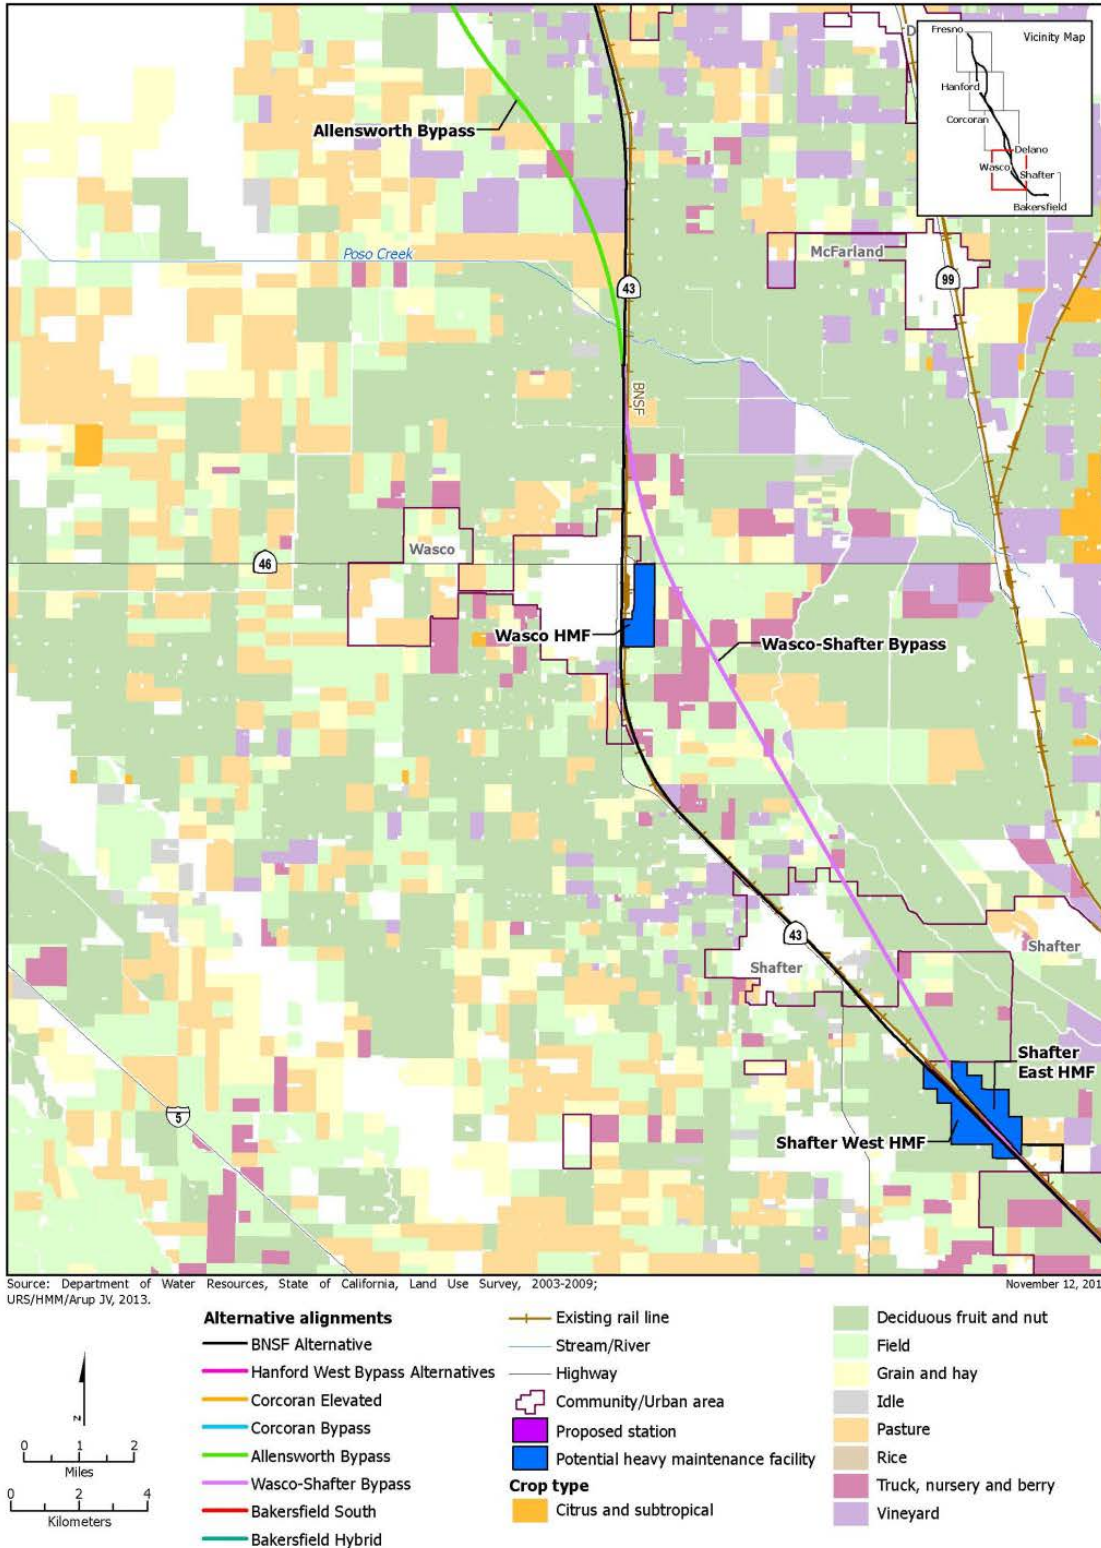 Allensworth Bypass
Fresno
Vicinity Map
Hanford
Corcoran
Delano
Wasco
Shafter
Bakersfield
Poso Creek
43
McFarland
99
BNSF
Wasco
46
Wasco HMF
Wasco-Shafter Bypass
43
Shafter
Shafter
Shafter
East HMF
5
Shafter West HMF
Source: Department of Water Resources, State of California, Land Use Survey, 2003-2009;
URS/HMM/Arup JV, 2013.
November 12, 201
Alternative alignments
BNSF Alternative
Hanford West Bypass Alternatives
Corcoran Elevated
Corcoran Bypass
Allensworth Bypass
Wasco-Shafter Bypass
Bakersfield South
Bakersfield Hybrid
Existing rail line
Stream/River
Highway
Community/Urban area
Proposed station
Potential heavy maintenance facility
Crop type
Citrus and subtropical
Deciduous fruit and nut
Field
Grain and hay
Idle
Pasture
Rice
Truck, nursery and berry
Vineyard
N
0 1 2
Miles
0 2 4
Kilometers